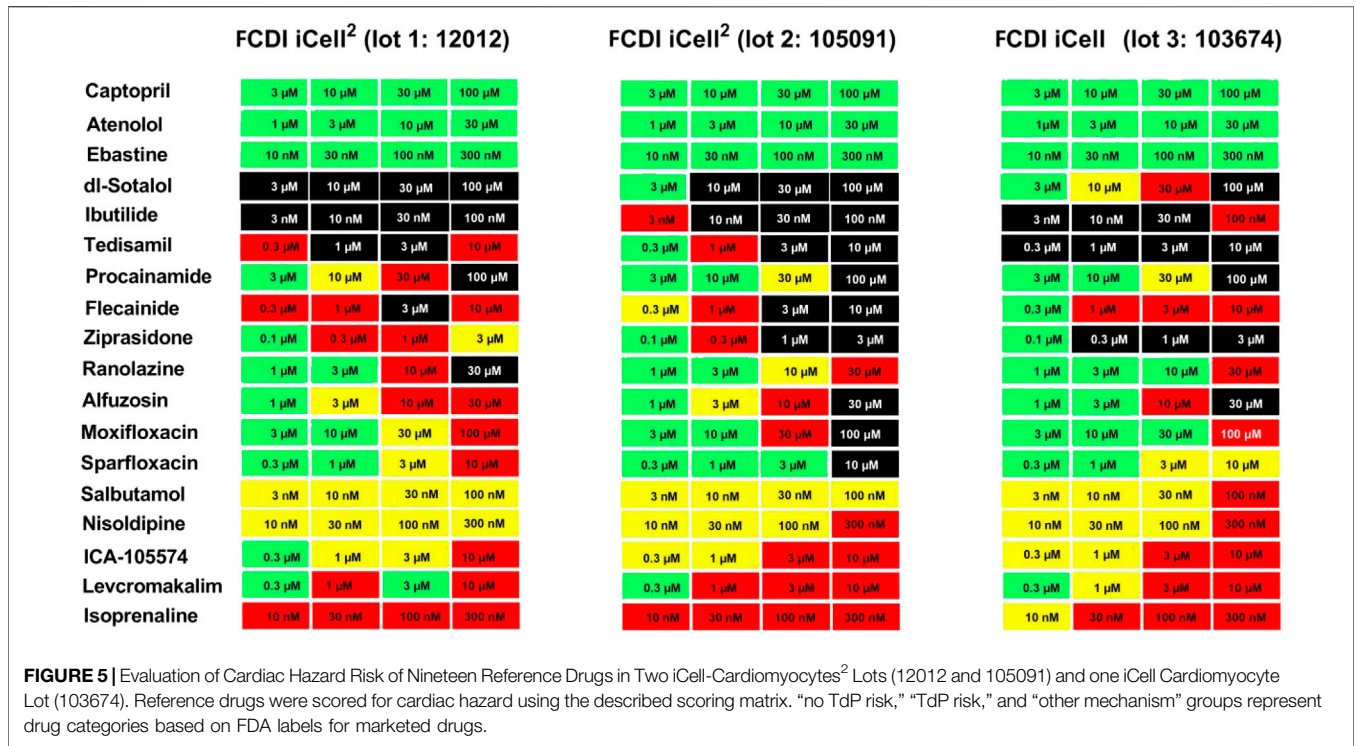 FCDI iCell² (lot 1: 12012) FCDI iCell² (lot 2: 105091) FCDI iCell (lot 3: 103674)
Captopril 3 µM 10 µM 30 µM 100 µM 3 µM 10 µM 30 µM 100 µM 3 µM 10 µM 30 µM 100 µM
Atenolol 1 µM 3 µM 10 µM 30 µM 1 µM 3 µM 10 µM 30 µM 1µM 3 µM 10 µM 30 µM
Ebastine 10 nM 30 nM 100 nM 300 nM 10 nM 30 nM 100 nM 300 nM 10 nM 30 nM 100 nM 300 nM
dl-Sotalol 3 µM 10 µM 30 µM 100 µM 3 µM 10 µM 30 µM 100 µM 3 µM 10 µM 30 µM 100 µM
Ibutilide 3 nM 10 nM 30 nM 100 nM 3 nM 10 nM 30 nM 100 nM 3 nM 10 nM 30 nM 100 nM
Tedisamil 0.3 µM 1 µM 3 µM 10 µM 0.3 µM 1 µM 3 µM 10 µM 0.3 µM 1 µM 3 µM 10 µM
Procainamide 3 µM 10 µM 30 µM 100 µM 3 µM 10 µM 30 µM 100 µM 3 µM 10 µM 30 µM 100 µM
Flecainide 0.3 µM 1 µM 3 µM 10 µM 0.3 µM 1 µM 3 µM 10 µM 0.3 µM 1 µM 3 µM 10 µM
Ziprasidone 0.1 µM 0.3 µM 1 µM 3 µM 0.1 µM 0.3 µM 1 µM 3 µM 0.1 µM 0.3 µM 1 µM 3 µM
Ranolazine 1 µM 3 µM 10 µM 30 µM 1 µM 3 µM 10 µM 30 µM 1 µM 3 µM 10 µM 30 µM
Alfuzosin 1 µM 3 µM 10 µM 30 µM 1 µM 3 µM 10 µM 30 µM 1 µM 3 µM 10 µM 30 µM
Moxifloxacin 3 µM 10 µM 30 µM 100 µM 3 µM 10 µM 30 µM 100 µM 3 µM 10 µM 30 µM 100 µM
Sparfloxacin 0.3 µM 1 µM 3 µM 10 µM 0.3 µM 1 µM 3 µM 10 µM 0.3 µM 1 µM 3 µM 10 µM
Salbutamol 3 nM 10 nM 30 nM 100 nM 3 nM 10 nM 30 nM 100 nM 3 nM 10 nM 30 nM 100 nM
Nisoldipine 10 nM 30 nM 100 nM 300 nM 10 nM 30 nM 100 nM 300 nM 10 nM 30 nM 100 nM 300 nM
ICA-105574 0.3 µM 1 µM 3 µM 10 µM 0.3 µM 1 µM 3 µM 10 µM 0.3 µM 1 µM 3 µM 10 µM
Levcromakalim 0.3 µM 1 µM 3 µM 10 µM 0.3 µM 1 µM 3 µM 10 µM 0.3 µM 1 µM 3 µM 10 µM
Isoprenaline 10 nM 30 nM 100 nM 300 nM 10 nM 30 nM 100 nM 300 nM 10 nM 30 nM 100 nM 300 nM
FIGURE 5 | Evaluation of Cardiac Hazard Risk of Nineteen Reference Drugs in Two iCell-Cardiomyocytes² Lots (12012 and 105091) and one iCell Cardiomyocyte
Lot (103674). Reference drugs were scored for cardiac hazard using the described scoring matrix. “no TdP risk,” “TdP risk,” and “other mechanism” groups represent
drug categories based on FDA labels for marketed drugs.